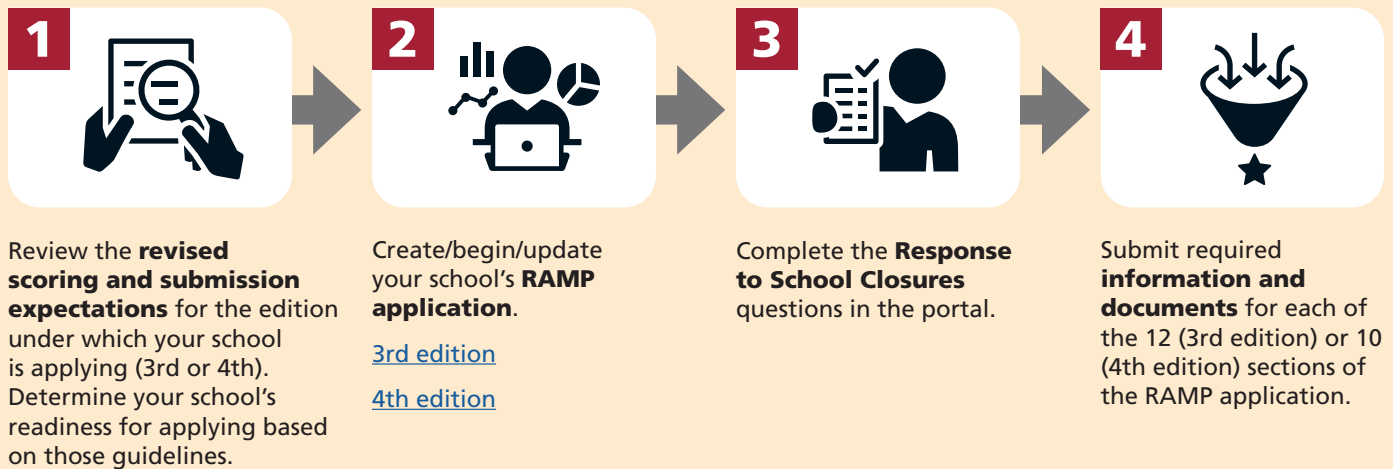 1
Review the revised
scoring and submission
expectations for the edition
under which your school
is applying (3rd or 4th).
Determine your school's
readiness for applying based
on those guidelines.
2
Create/begin/update
your school's RAMP
application.
3rd edition
4th edition
3
Complete the Response
to School Closures
questions in the portal.
4
Submit required
information and
documents for each of
the 12 (3rd edition) or 10
(4th edition) sections of
the RAMP application.